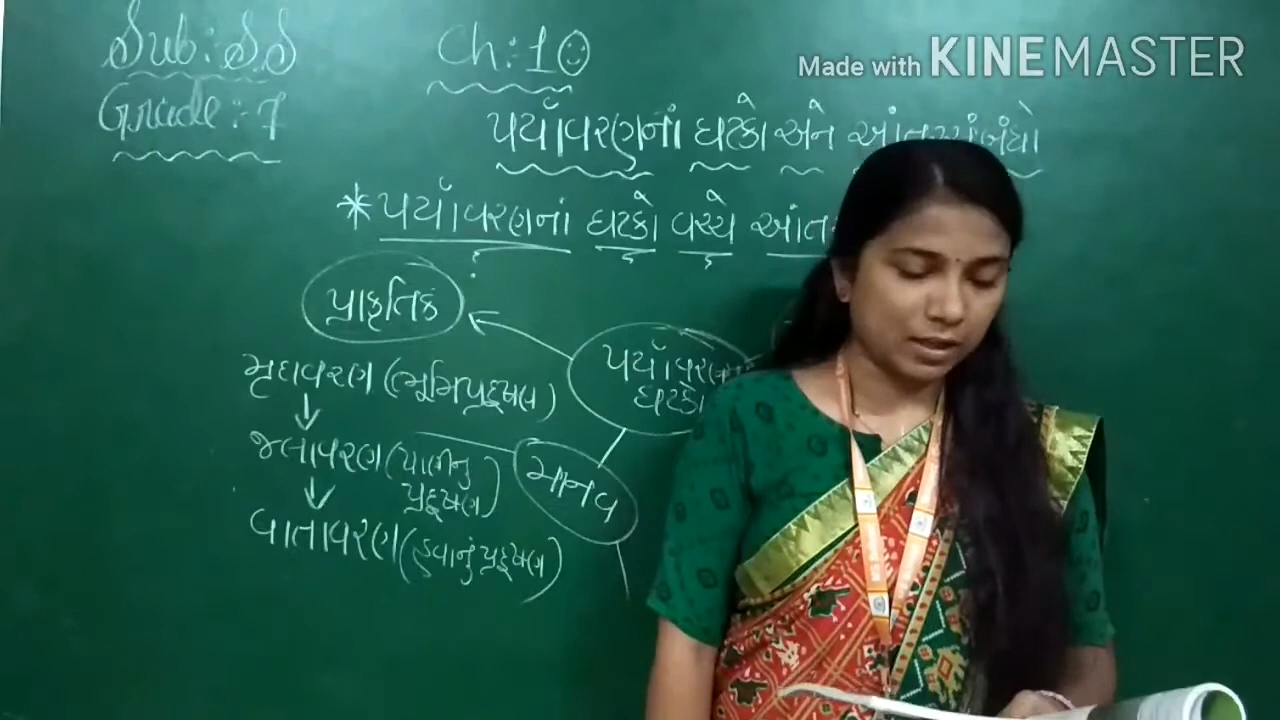 Sub: S.S
Ch: 10
Made with KINEMASTER
Grade: 7
પર્યાવરણનાં ઘટકો અને
* પર્યાવરણનાં ઘટકો વચ્ચે
પ્રાકૃતિક
પર્યાવરણ
ઘટકો
મૃદાવરણ (ભૂમિપ્રદૂષણ)
જલાવરણ (પાણીનુ
પ્રદૂષણ)
માનવ
વાતાવરણ (હવાનું પ્રદૂષણ)